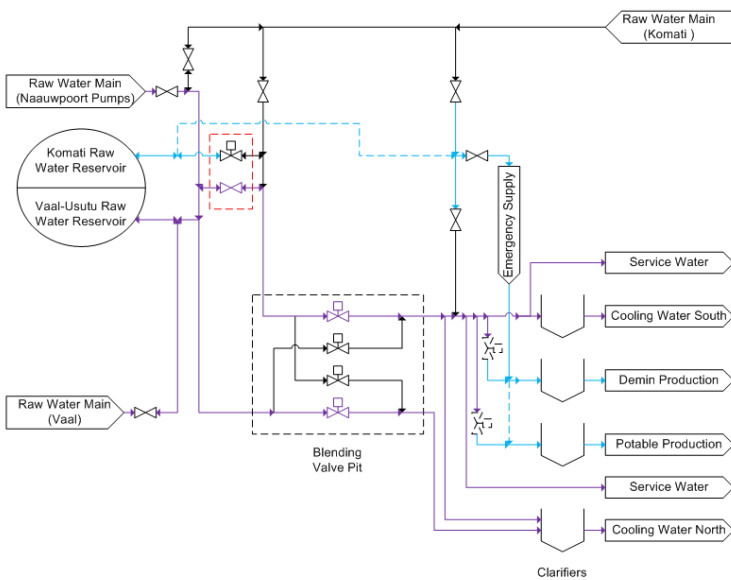 Raw Water Main
(Komati )
Raw Water Main
(Naauwpoort Pumps)
Komati Raw
Water Reservoir
Vaal-Usutu Raw
Water Reservoir
Emergency Supply
Service Water
Cooling Water South
Demin Production
Raw Water Main
(Vaal)
Potable Production
Blending
Valve Pit
Service Water
Cooling Water North
Clarifiers